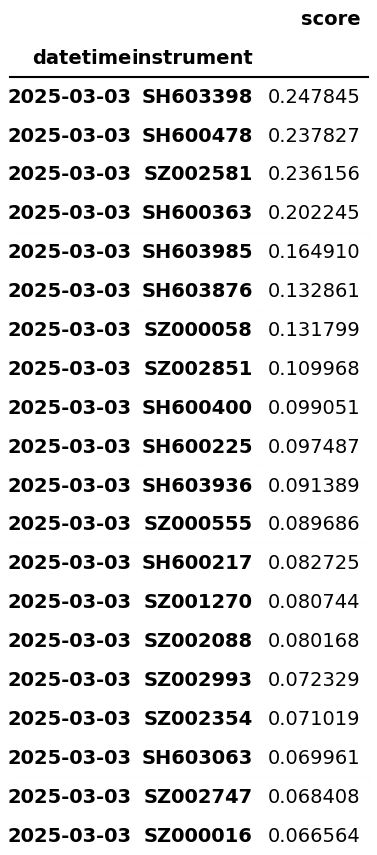 score
datetime instrument
2025-03-03 SH603398 0.247845
2025-03-03 SH600478 0.237827
2025-03-03 SZ002581 0.236156
2025-03-03 SH600363 0.202245
2025-03-03 SH603985 0.164910
2025-03-03 SH603876 0.132861
2025-03-03 SZ000058 0.131799
2025-03-03 SZ002851 0.109968
2025-03-03 SH600400 0.099051
2025-03-03 SH600225 0.097487
2025-03-03 SH603936 0.091389
2025-03-03 SZ000555 0.089686
2025-03-03 SH600217 0.082725
2025-03-03 SZ001270 0.080744
2025-03-03 SZ002088 0.080168
2025-03-03 SZ002993 0.072329
2025-03-03 SZ002354 0.071019
2025-03-03 SH603063 0.069961
2025-03-03 SZ002747 0.068408
2025-03-03 SZ000016 0.066564